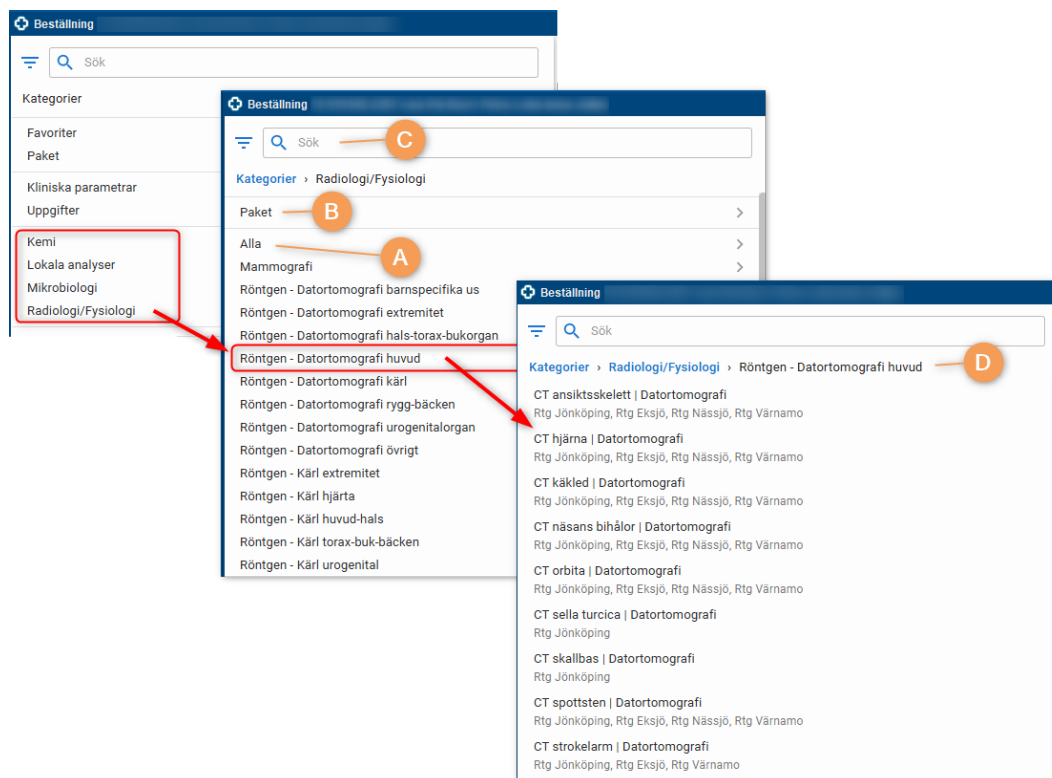 Beställning
Sök
Kategorier
Favoriter
Paket
Kliniska parametrar
Uppgifter
Kemi
Lokala analyser
Mikrobiologi
Radiologi/Fysiologi
Beställning
Sök
C
Kategorier › Radiologi/Fysiologi
Paket
B
Alla
A
Mammografi
Röntgen - Datortomografi barnspecifika us
Röntgen - Datortomografi extremitet
Röntgen - Datortomografi hals-torax-bukorgan
Röntgen - Datortomografi huvud
Röntgen - Datortomografi kärl
Röntgen - Datortomografi rygg-bäcken
Röntgen - Datortomografi urogenitalorgan
Röntgen - Datortomografi övrigt
Röntgen - Kärl extremitet
Röntgen - Kärl hjärta
Röntgen - Kärl huvud-hals
Röntgen - Kärl torax-buk-bäcken
Röntgen - Kärl urogenital
Beställning
Sök
Kategorier › Radiologi/Fysiologi › Röntgen - Datortomografi huvud
D
CT ansiktsskelett | Datortomografi
Rtg Jönköping, Rtg Eksjö, Rtg Nässjö, Rtg Värnamo
CT hjärna | Datortomografi
Rtg Jönköping, Rtg Eksjö, Rtg Nässjö, Rtg Värnamo
CT käkled | Datortomografi
Rtg Jönköping, Rtg Eksjö, Rtg Nässjö, Rtg Värnamo
CT näsans bihålor | Datortomografi
Rtg Jönköping, Rtg Eksjö, Rtg Nässjö, Rtg Värnamo
CT orbita | Datortomografi
Rtg Jönköping, Rtg Eksjö, Rtg Nässjö, Rtg Värnamo
CT sella turcica | Datortomografi
Rtg Jönköping
CT skallbas | Datortomografi
Rtg Jönköping
CT spottsten | Datortomografi
Rtg Jönköping, Rtg Eksjö, Rtg Nässjö, Rtg Värnamo
CT strokelarm | Datortomografi
Rtg Jönköping, Rtg Eksjö, Rtg Värnamo